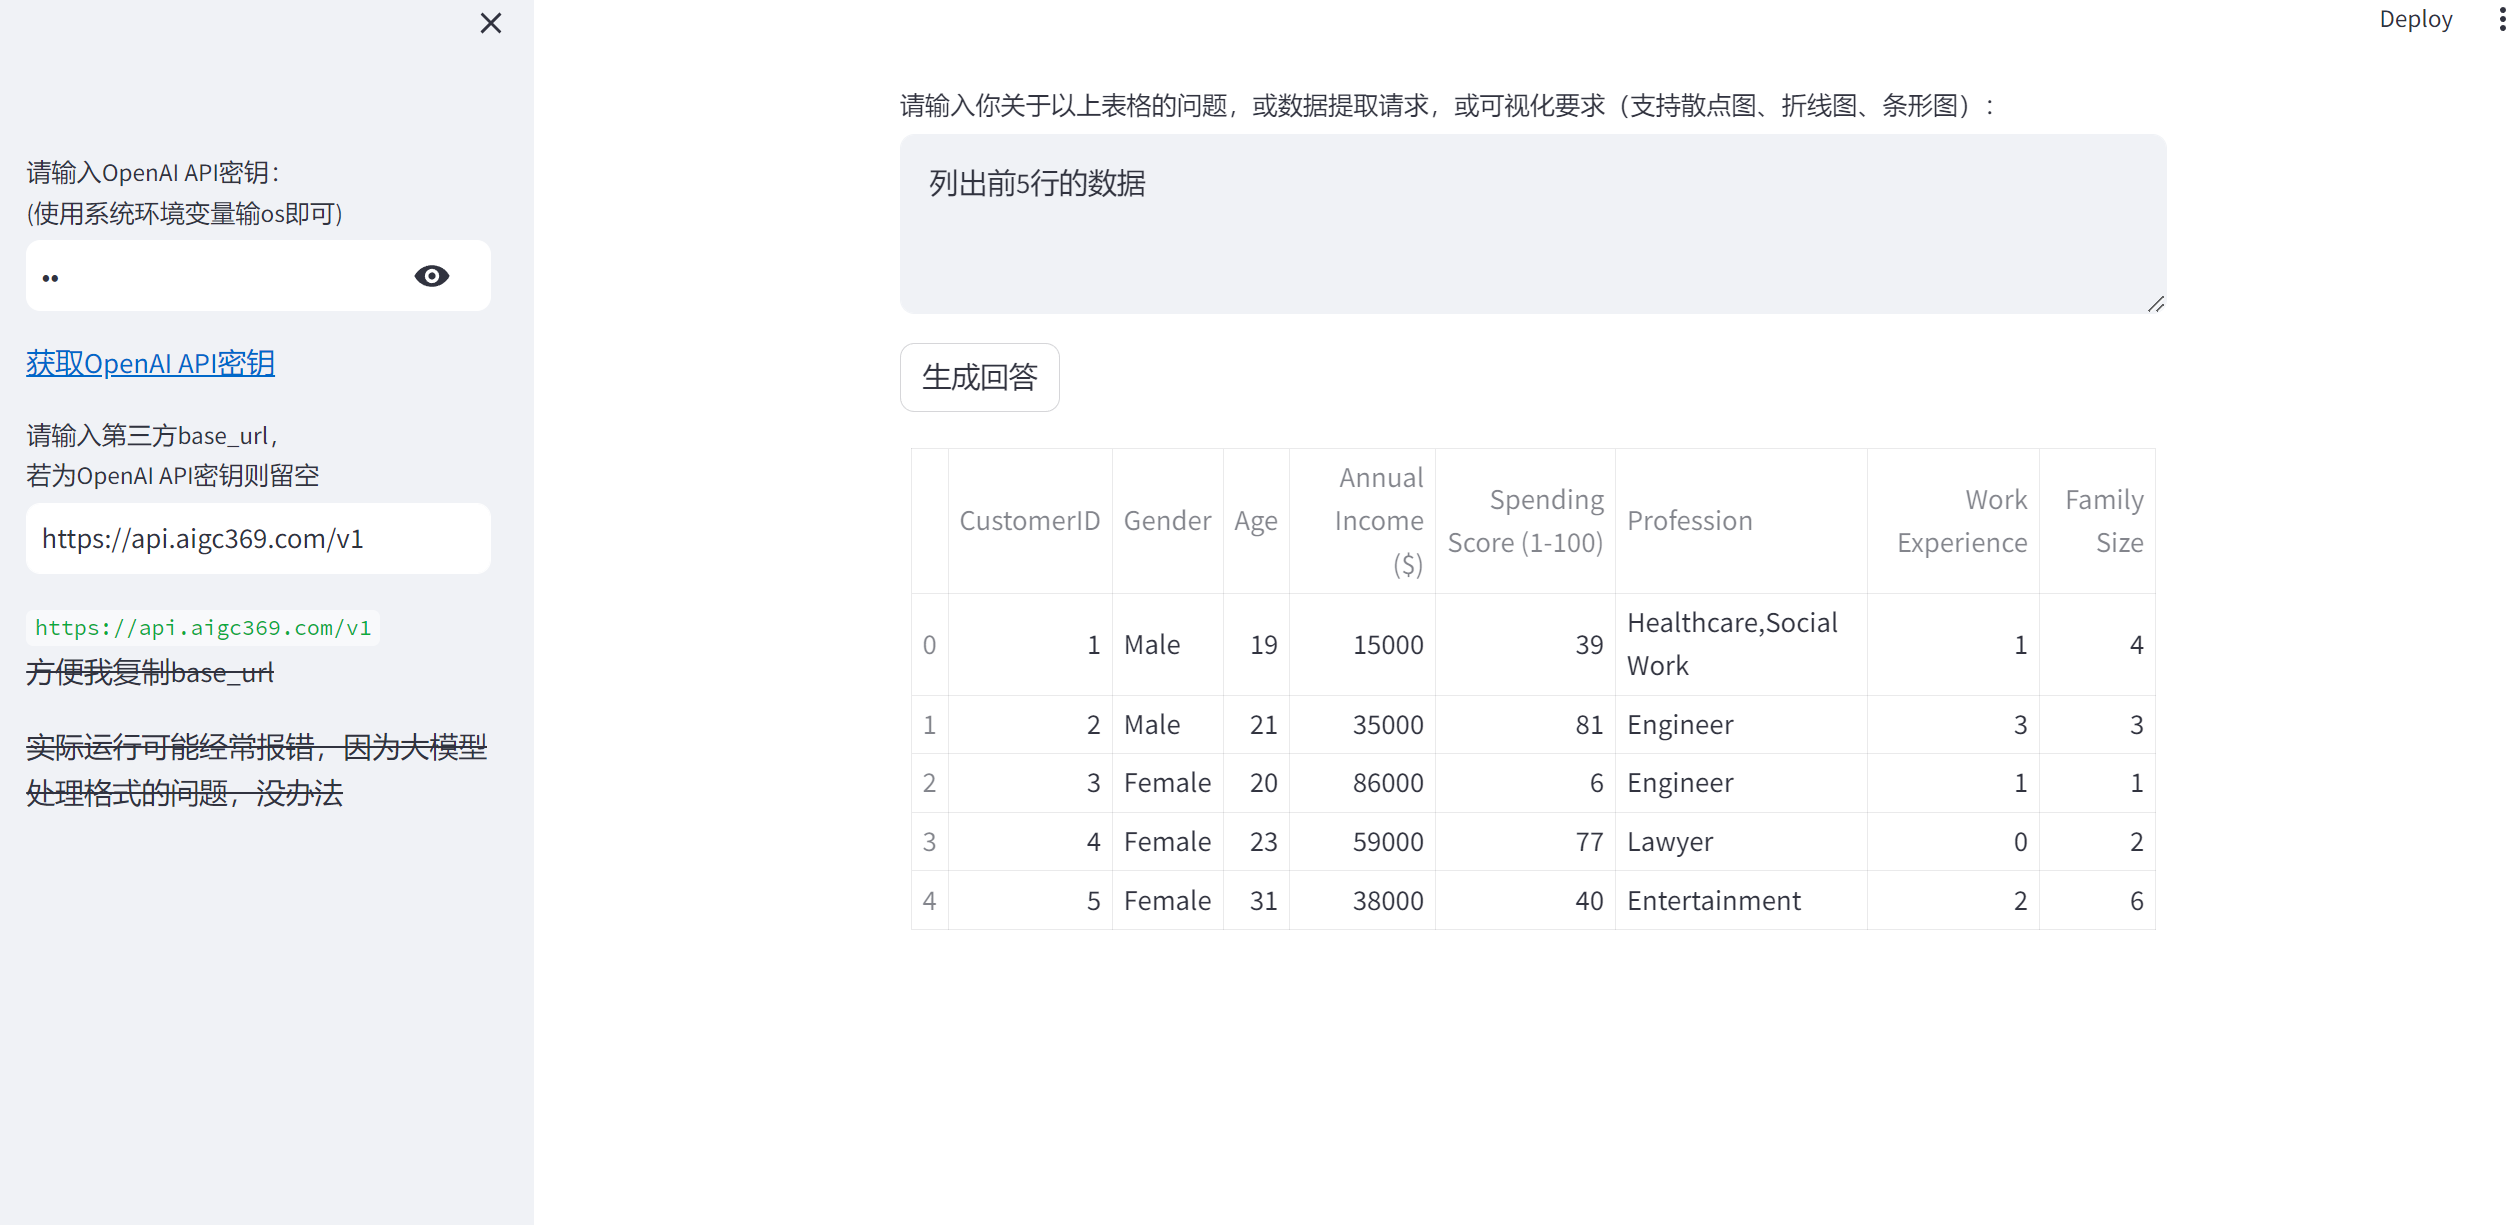 Deploy
请输入OpenAI API密钥：
(使用系统环境变量输os即可)
••
获取OpenAI API密钥
请输入第三方base_url，
若为OpenAI API密钥则留空
https://api.aigc369.com/v1
https://api.aigc369.com/v1
方便我复制base_url
实际运行可能经常报错，因为大模型
处理格式的问题，没办法
请输入你关于以上表格的问题，或数据提取请求，或可视化要求（支持散点图、折线图、条形图）：
列出前5行的数据
生成回答
CustomerID Gender Age Annual Income ($) Spending Score (1-100) Profession Work Experience Family Size
0 1 Male 19 15000 39 Healthcare,Social Work 1 4
1 2 Male 21 35000 81 Engineer 3 3
2 3 Female 20 86000 6 Engineer 1 1
3 4 Female 23 59000 77 Lawyer 0 2
4 5 Female 31 38000 40 Entertainment 2 6